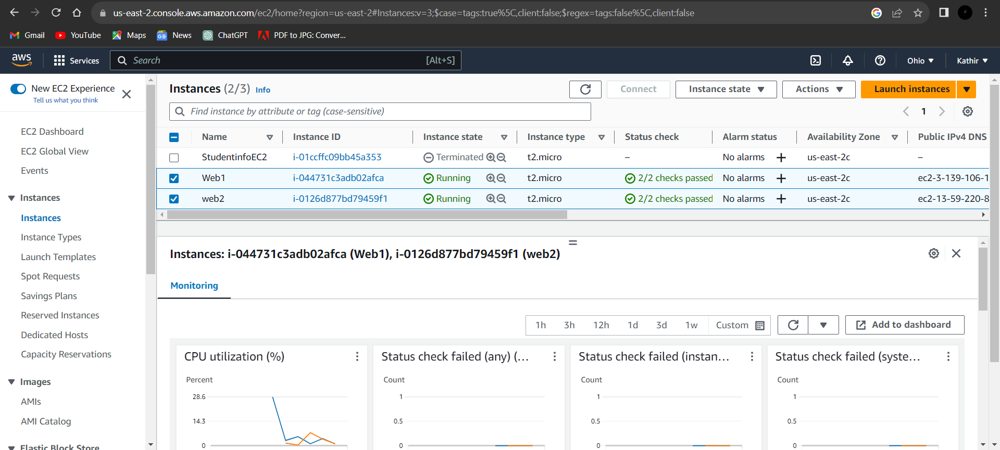 us-east-2.console.aws.amazon.com/ec2/home?region=us-east-2#Instances:v=3;$case=tags:true%5C,client:false;$regex=tags:false%5C,client:false
Gmail YouTube Maps News ChatGPT PDF to JPG: Conver...
aws Services Search [Alt+S] Ohio Kathir
New EC2 Experience
Tell us what you think
EC2 Dashboard
EC2 Global View
Events
Instances
Instances
Instance Types
Launch Templates
Spot Requests
Savings Plans
Reserved Instances
Dedicated Hosts
Capacity Reservations
Images
AMIs
AMI Catalog
Elastic Block Store
Instances (2/3) Info
Connect Instance state Actions Launch instances
Find instance by attribute or tag (case-sensitive)
1
Name Instance ID Instance state Instance type Status check Alarm status Availability Zone Public IPv4 DNS
StudentinfoEC2 i-01ccffc09bb45a353 Terminated t2.micro – No alarms + us-east-2c –
Web1 i-044731c3adb02afca Running t2.micro 2/2 checks passed No alarms + us-east-2c ec2-3-139-106-1
web2 i-0126d877bd79459f1 Running t2.micro 2/2 checks passed No alarms + us-east-2c ec2-13-59-220-8
Instances: i-044731c3adb02afca (Web1), i-0126d877bd79459f1 (web2)
Monitoring
1h 3h 12h 1d 3d 1w Custom Add to dashboard
CPU utilization (%)
Percent
28.6
14.3
0
Status check failed (any) (...
Count
1
0.5
0
Status check failed (instan...
Count
1
0.5
0
Status check failed (syste...
Count
1
0.5
0